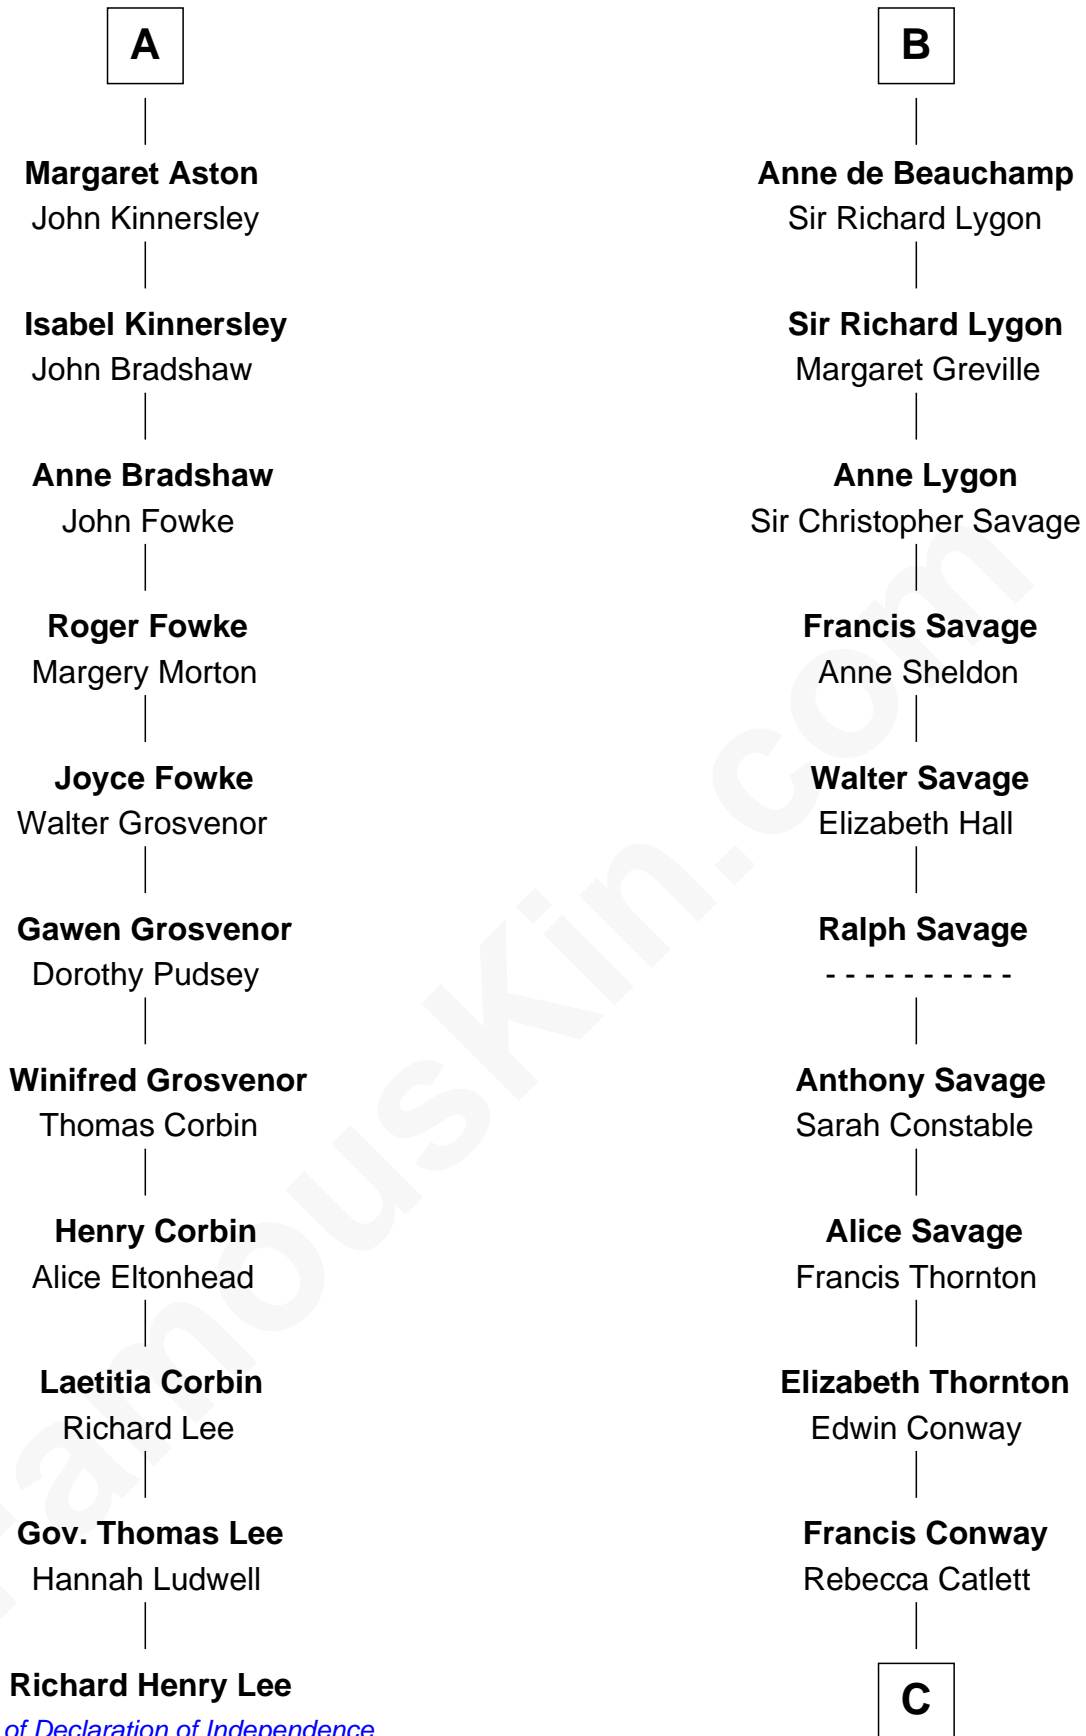 A
Margaret Aston
John Kinnersley
Isabel Kinnersley
John Bradshaw
Anne Bradshaw
John Fowke
Roger Fowke
Margery Morton
Joyce Fowke
Walter Grosvenor
Gawen Grosvenor
Dorothy Pudsey
Winifred Grosvenor
Thomas Corbin
Henry Corbin
Alice Eltonhead
Laetitia Corbin
Richard Lee
Gov. Thomas Lee
Hannah Ludwell
Richard Henry Lee
of Declaration of Independence
B
Anne de Beauchamp
Sir Richard Lygon
Sir Richard Lygon
Margaret Greville
Anne Lygon
Sir Christopher Savage
Francis Savage
Anne Sheldon
Walter Savage
Elizabeth Hall
Ralph Savage
- - - - - - - - - -
Anthony Savage
Sarah Constable
Alice Savage
Francis Thornton
Elizabeth Thornton
Edwin Conway
Francis Conway
Rebecca Catlett
C
FamousKin.com